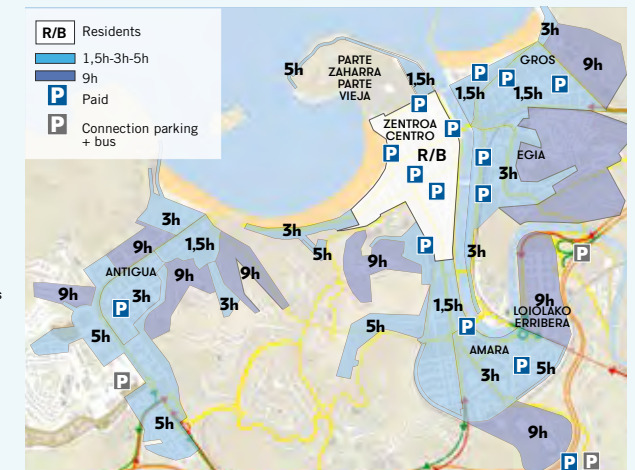 R/B Residents
1,5h-3h-5h
9h
P Paid
P Connection parking
+ bus
3h
5h
PARTE
ZAHARRA
PARTE
VIEJA
1,5h
GROS
9h
P
P
P
1,5h
1,5h
P
ZENTROA
CENTRO
P
P
R/B
P
EGIA
3h
P
P
P
3h
3h
P
3h
9h
1,5h
5h
P
ANTIGUA
9h
9h
9h
9h
3h
3h
P
1,5h
9h
LOIOLAKO
ERRIBERA
5h
5h
P
AMARA
P
3h
5h
P
5h
9h
P
P
s